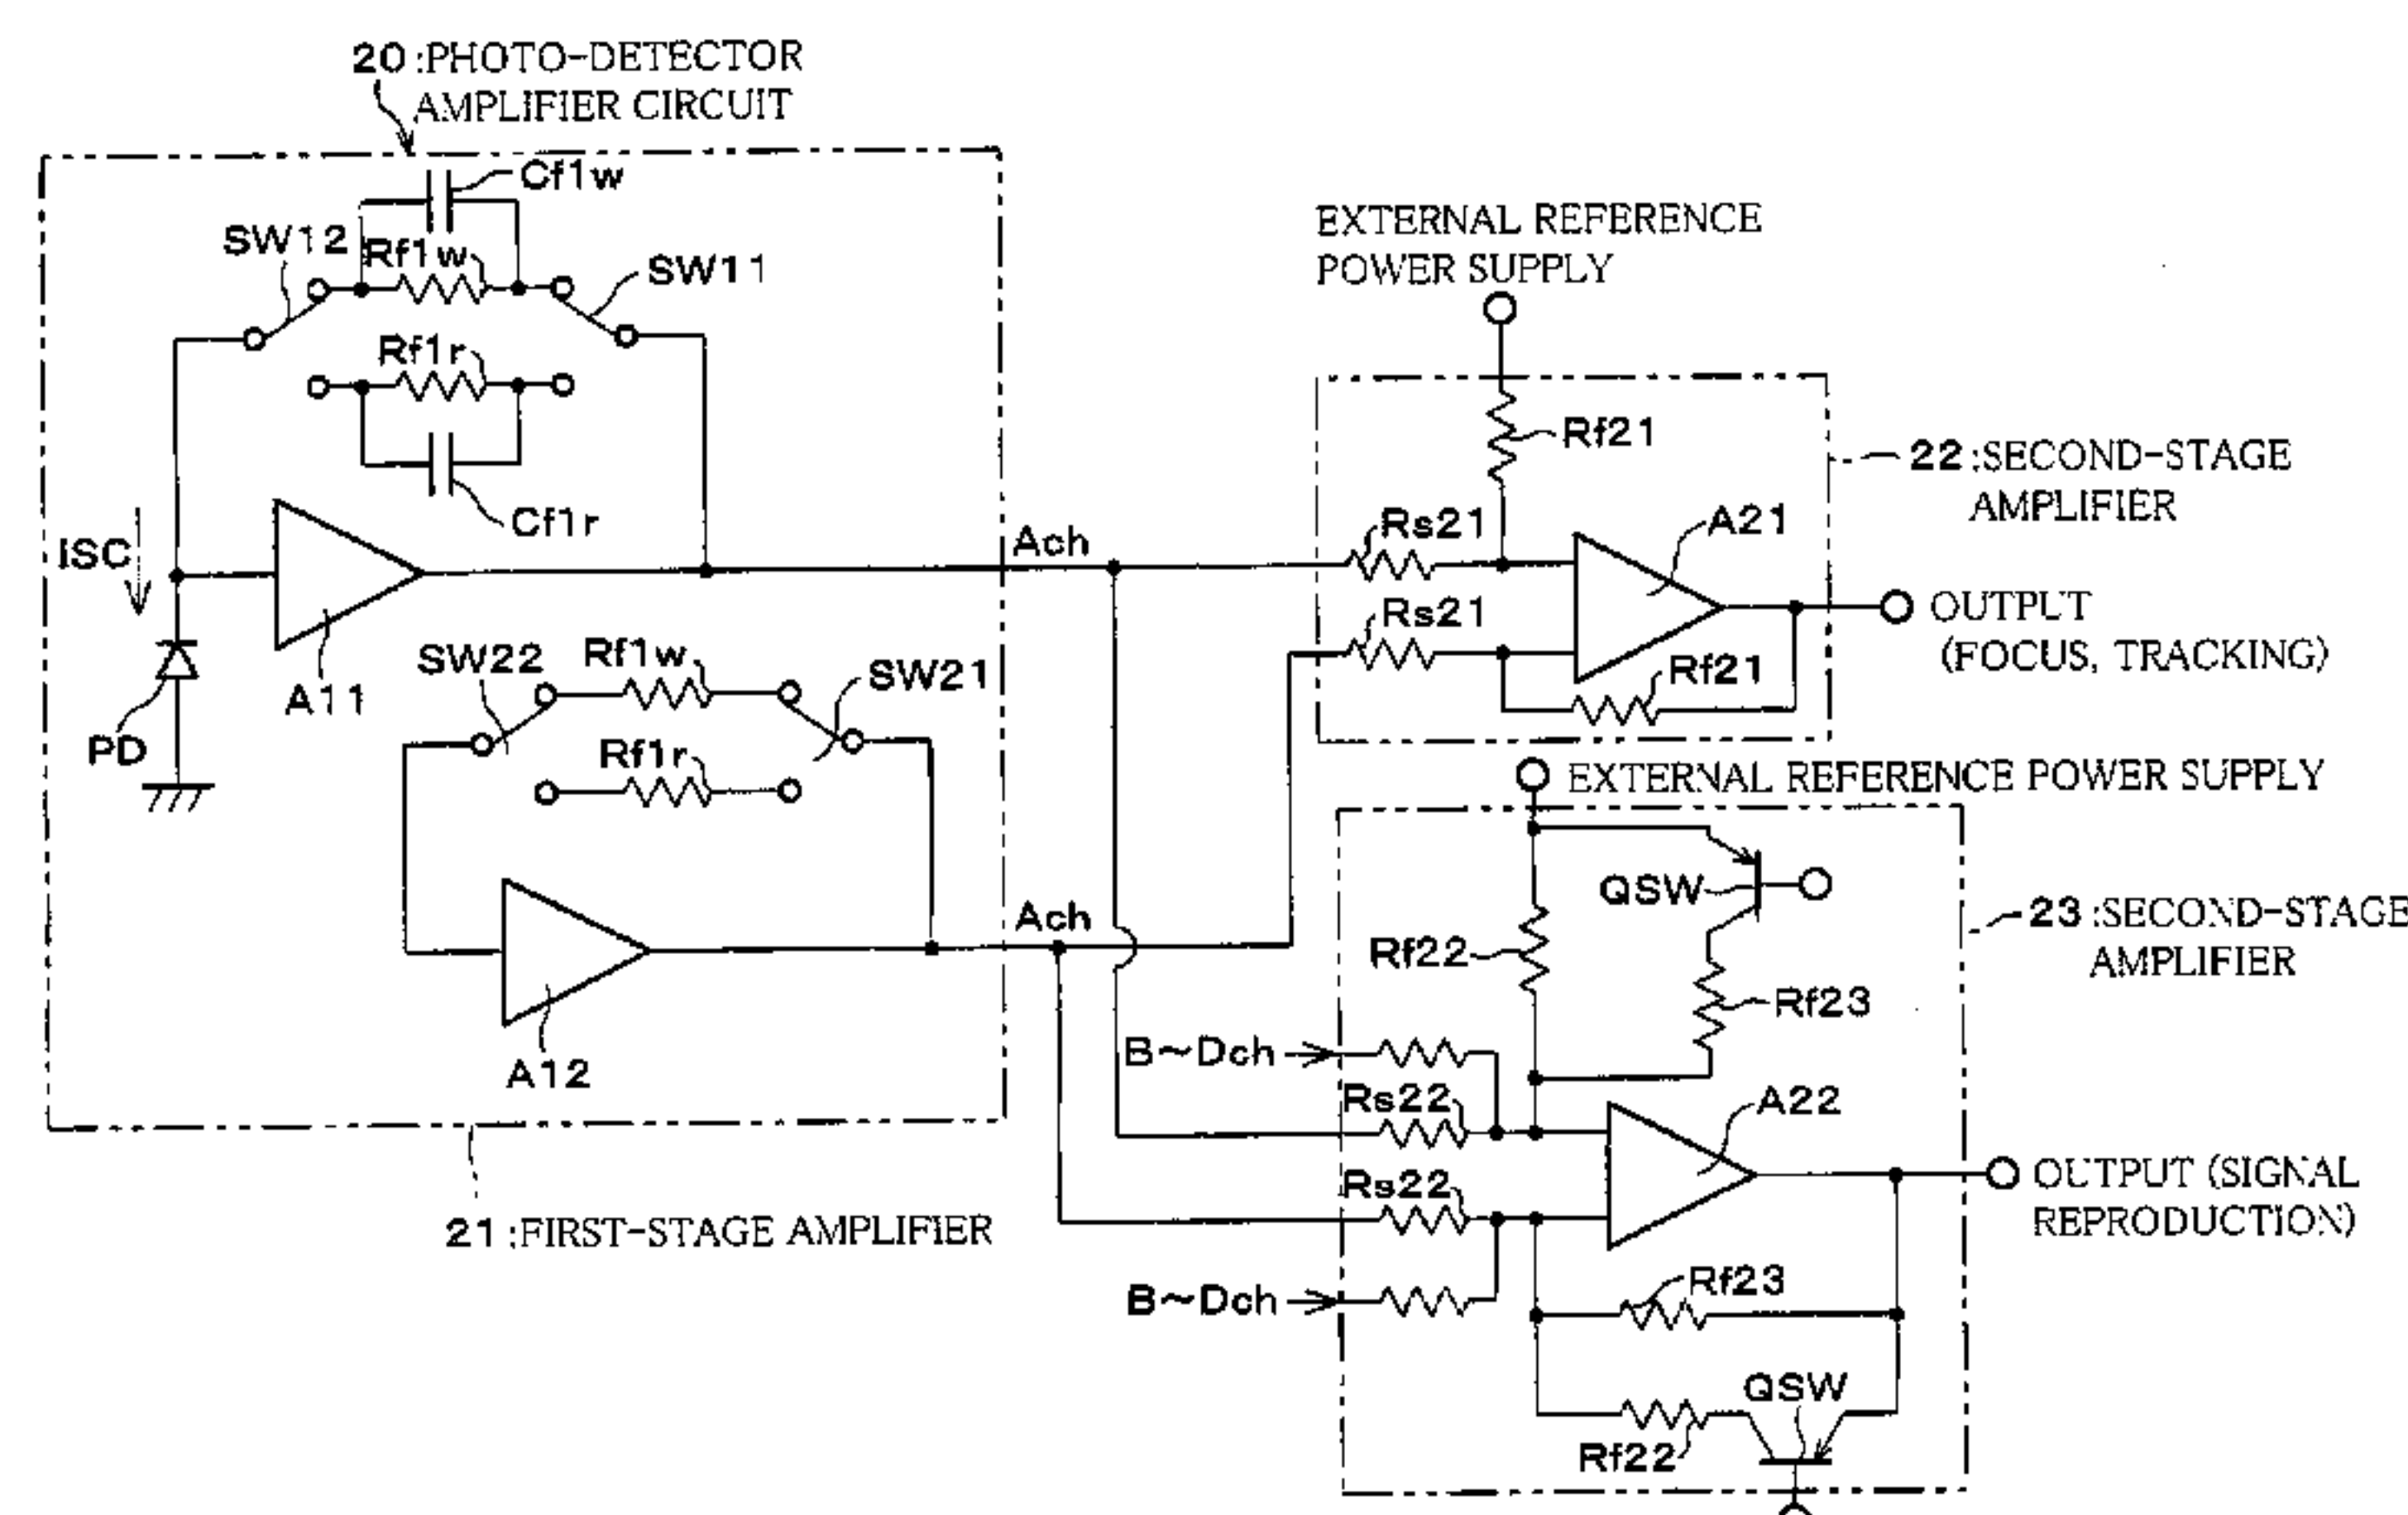 20 :PHOTO-DETECTOR
AMPLIFIER CIRCUIT
Cf1w
SW12
Rf1w
SW11
Rf1r
Cf1r
ISC
A11
PD
SW22
Rf1w
SW21
Rf1r
A12
21 :FIRST-STAGE AMPLIFIER
Ach
Ach
EXTERNAL REFERENCE
POWER SUPPLY
Rf21
22 :SECOND-STAGE
AMPLIFIER
Rs21
A21
Rs21
OUTPUT
(FOCUS, TRACKING)
Rf21
EXTERNAL REFERENCE POWER SUPPLY
QSW
Rf22
23 :SECOND-STAGE
AMPLIFIER
Rf23
B~Dch
Rs22
A22
Rs22
OUTPUT (SIGNAL
REPRODUCTION)
B~Dch
Rf23
QSW
Rf22